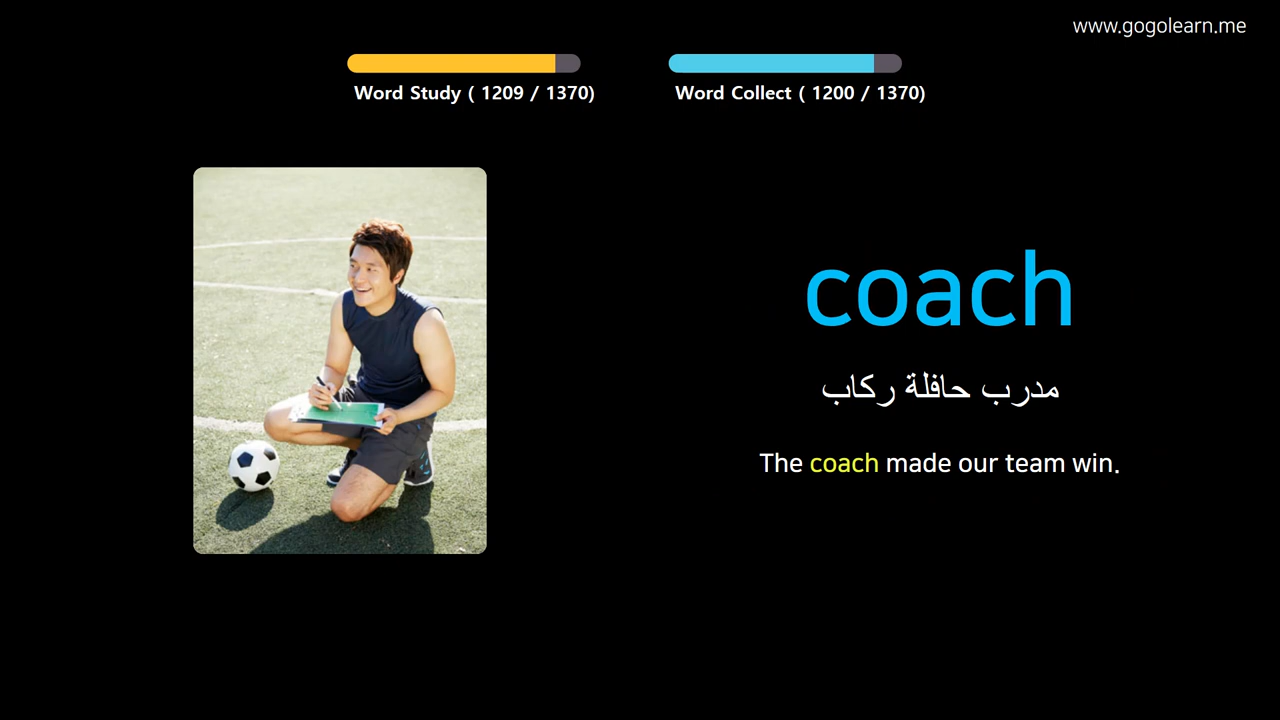 www.gogolearn.me
Word Study ( 1209 / 1370)
Word Collect ( 1200 / 1370)
coach
مدرب حافلة ركاب
The coach made our team win.